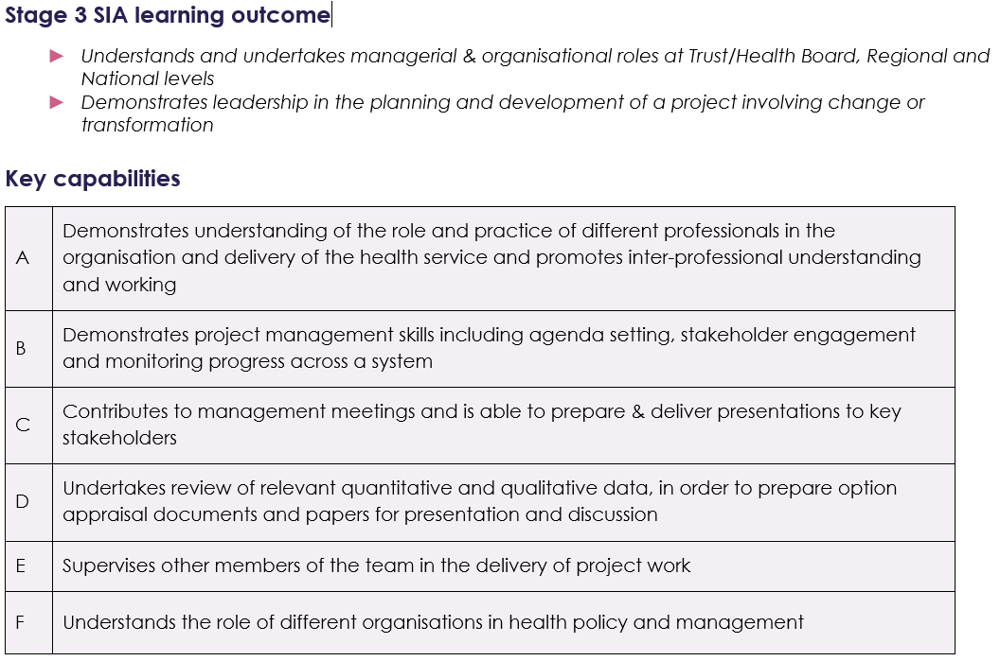 Stage 3 SIA learning outcome
Understands and undertakes managerial & organisational roles at Trust/Health Board, Regional and
National levels
Demonstrates leadership in the planning and development of a project involving change or
transformation
Key capabilities
A
Demonstrates understanding of the role and practice of different professionals in the
organisation and delivery of the health service and promotes inter-professional understanding
and working
B
Demonstrates project management skills including agenda setting, stakeholder engagement
and monitoring progress across a system
C
Contributes to management meetings and is able to prepare & deliver presentations to key
stakeholders
D
Undertakes review of relevant quantitative and qualitative data, in order to prepare option
appraisal documents and papers for presentation and discussion
E
Supervises other members of the team in the delivery of project work
F
Understands the role of different organisations in health policy and management